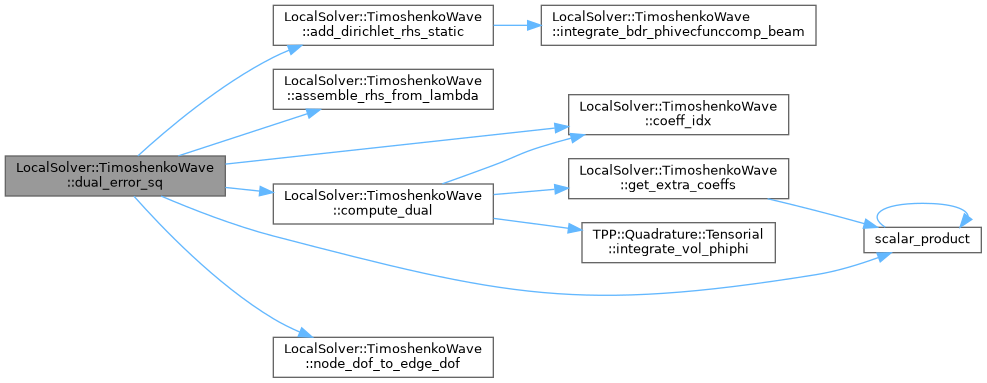 LocalSolver::TimoshenkoWave
::dual_error_sq
LocalSolver::TimoshenkoWave
::add_dirichlet_rhs_static
LocalSolver::TimoshenkoWave
::integrate_bdr_phivecfunccomp_beam
LocalSolver::TimoshenkoWave
::assemble_rhs_from_lambda
LocalSolver::TimoshenkoWave
::coeff_idx
LocalSolver::TimoshenkoWave
::compute_dual
LocalSolver::TimoshenkoWave
::get_extra_coeffs
TPP::Quadrature::Tensorial
::integrate_vol_phiphi
scalar_product
LocalSolver::TimoshenkoWave
::node_dof_to_edge_dof